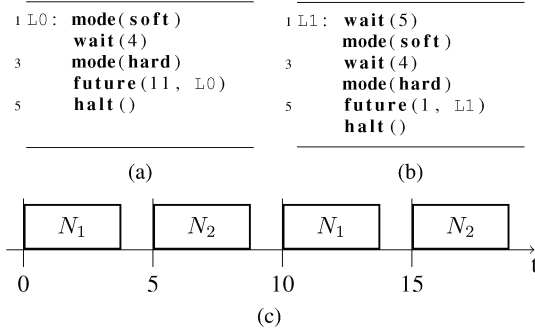 1 L0: mode(soft)
wait(4)
3 mode(hard)
future(11, L0)
5 halt()
(a)
1 L1: wait(5)
mode(soft)
3 wait(4)
mode(hard)
5 future(1, L1)
halt()
(b)
N1 N2 N1 N2
t
0 5 10 15
(c)